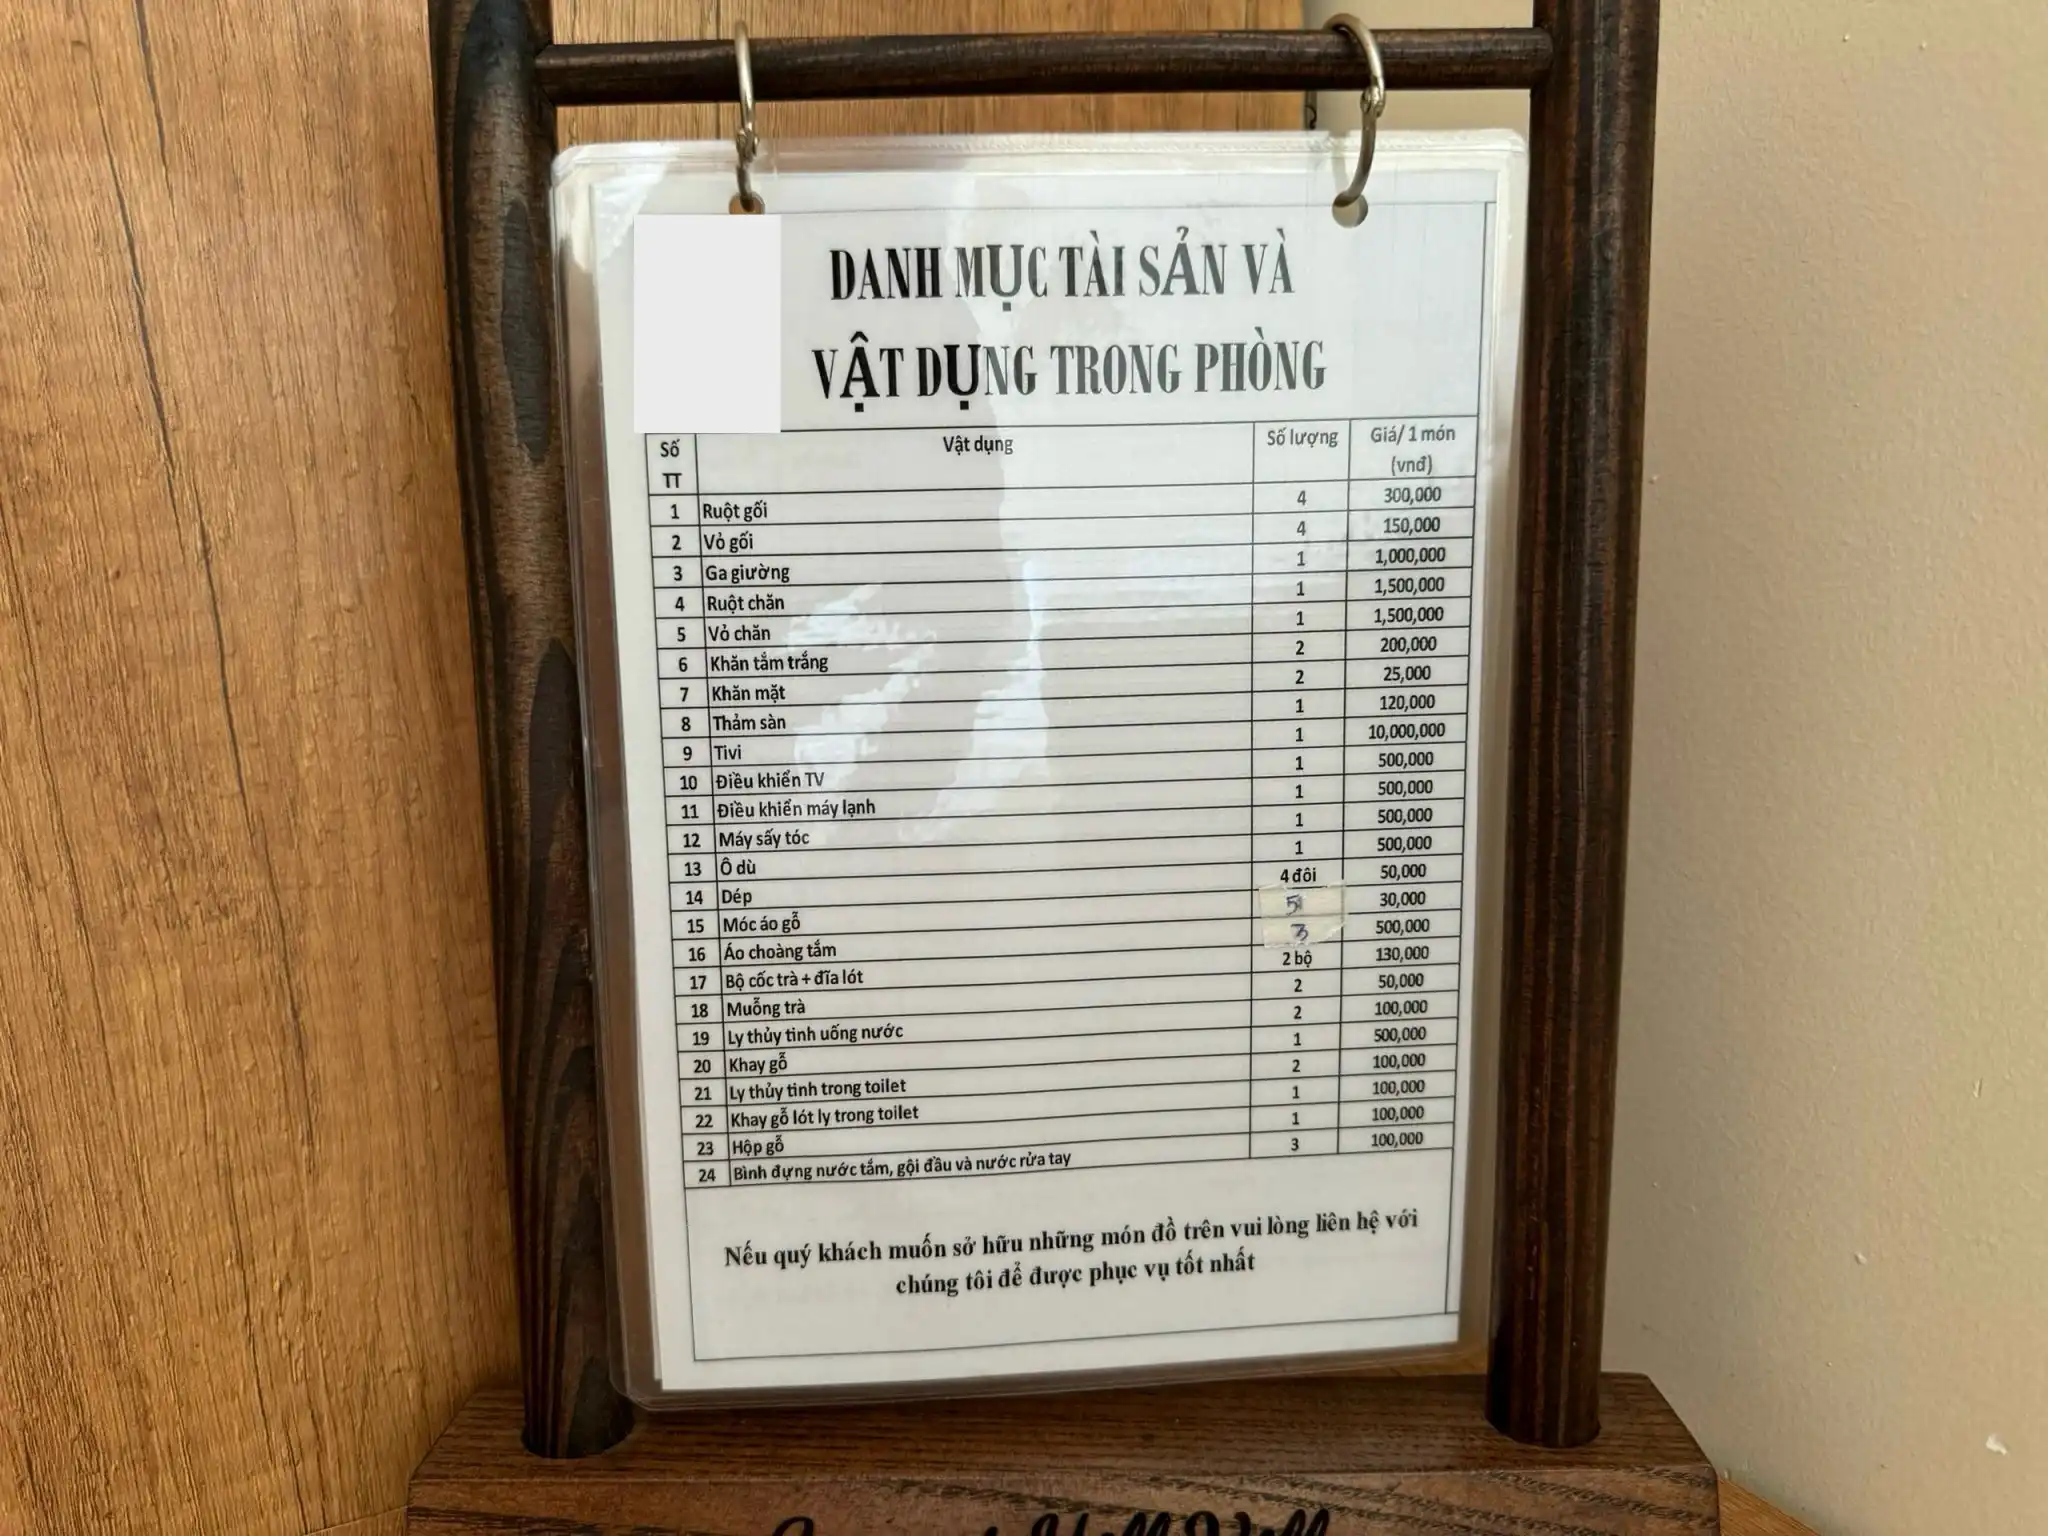 DANH MỤC TÀI SẢN VÀ
VẬT DỤNG TRONG PHÒNG
Số TT Vật dụng Số lượng Giá/ 1 món (vnđ)
1 Ruột gối 4 300,000
2 Vỏ gối 4 150,000
3 Ga giường 1 1,000,000
4 Ruột chăn 1 1,500,000
5 Vỏ chăn 1 1,500,000
6 Khăn tắm trắng 2 200,000
7 Khăn mặt 2 25,000
8 Thảm sàn 1 120,000
9 Tivi 1 10,000,000
10 Điều khiển TV 1 500,000
11 Điều khiển máy lạnh 1 500,000
12 Máy sấy tóc 1 500,000
13 Ô dù 1 500,000
14 Dép 4 đôi 50,000
15 Móc áo gỗ 5 30,000
16 Áo choàng tắm 3 500,000
17 Bộ cốc trà + đĩa lót 2 bộ 130,000
18 Muỗng trà 2 50,000
19 Ly thủy tinh uống nước 2 100,000
20 Khay gỗ 1 500,000
21 Ly thủy tinh trong toilet 2 100,000
22 Khay gỗ lót ly trong toilet 1 100,000
23 Hộp gỗ 1 100,000
24 Bình đựng nước tắm, gội đầu và nước rửa tay 3 100,000
Nếu quý khách muốn sở hữu những món đồ trên vui lòng liên hệ với
chúng tôi để được phục vụ tốt nhất